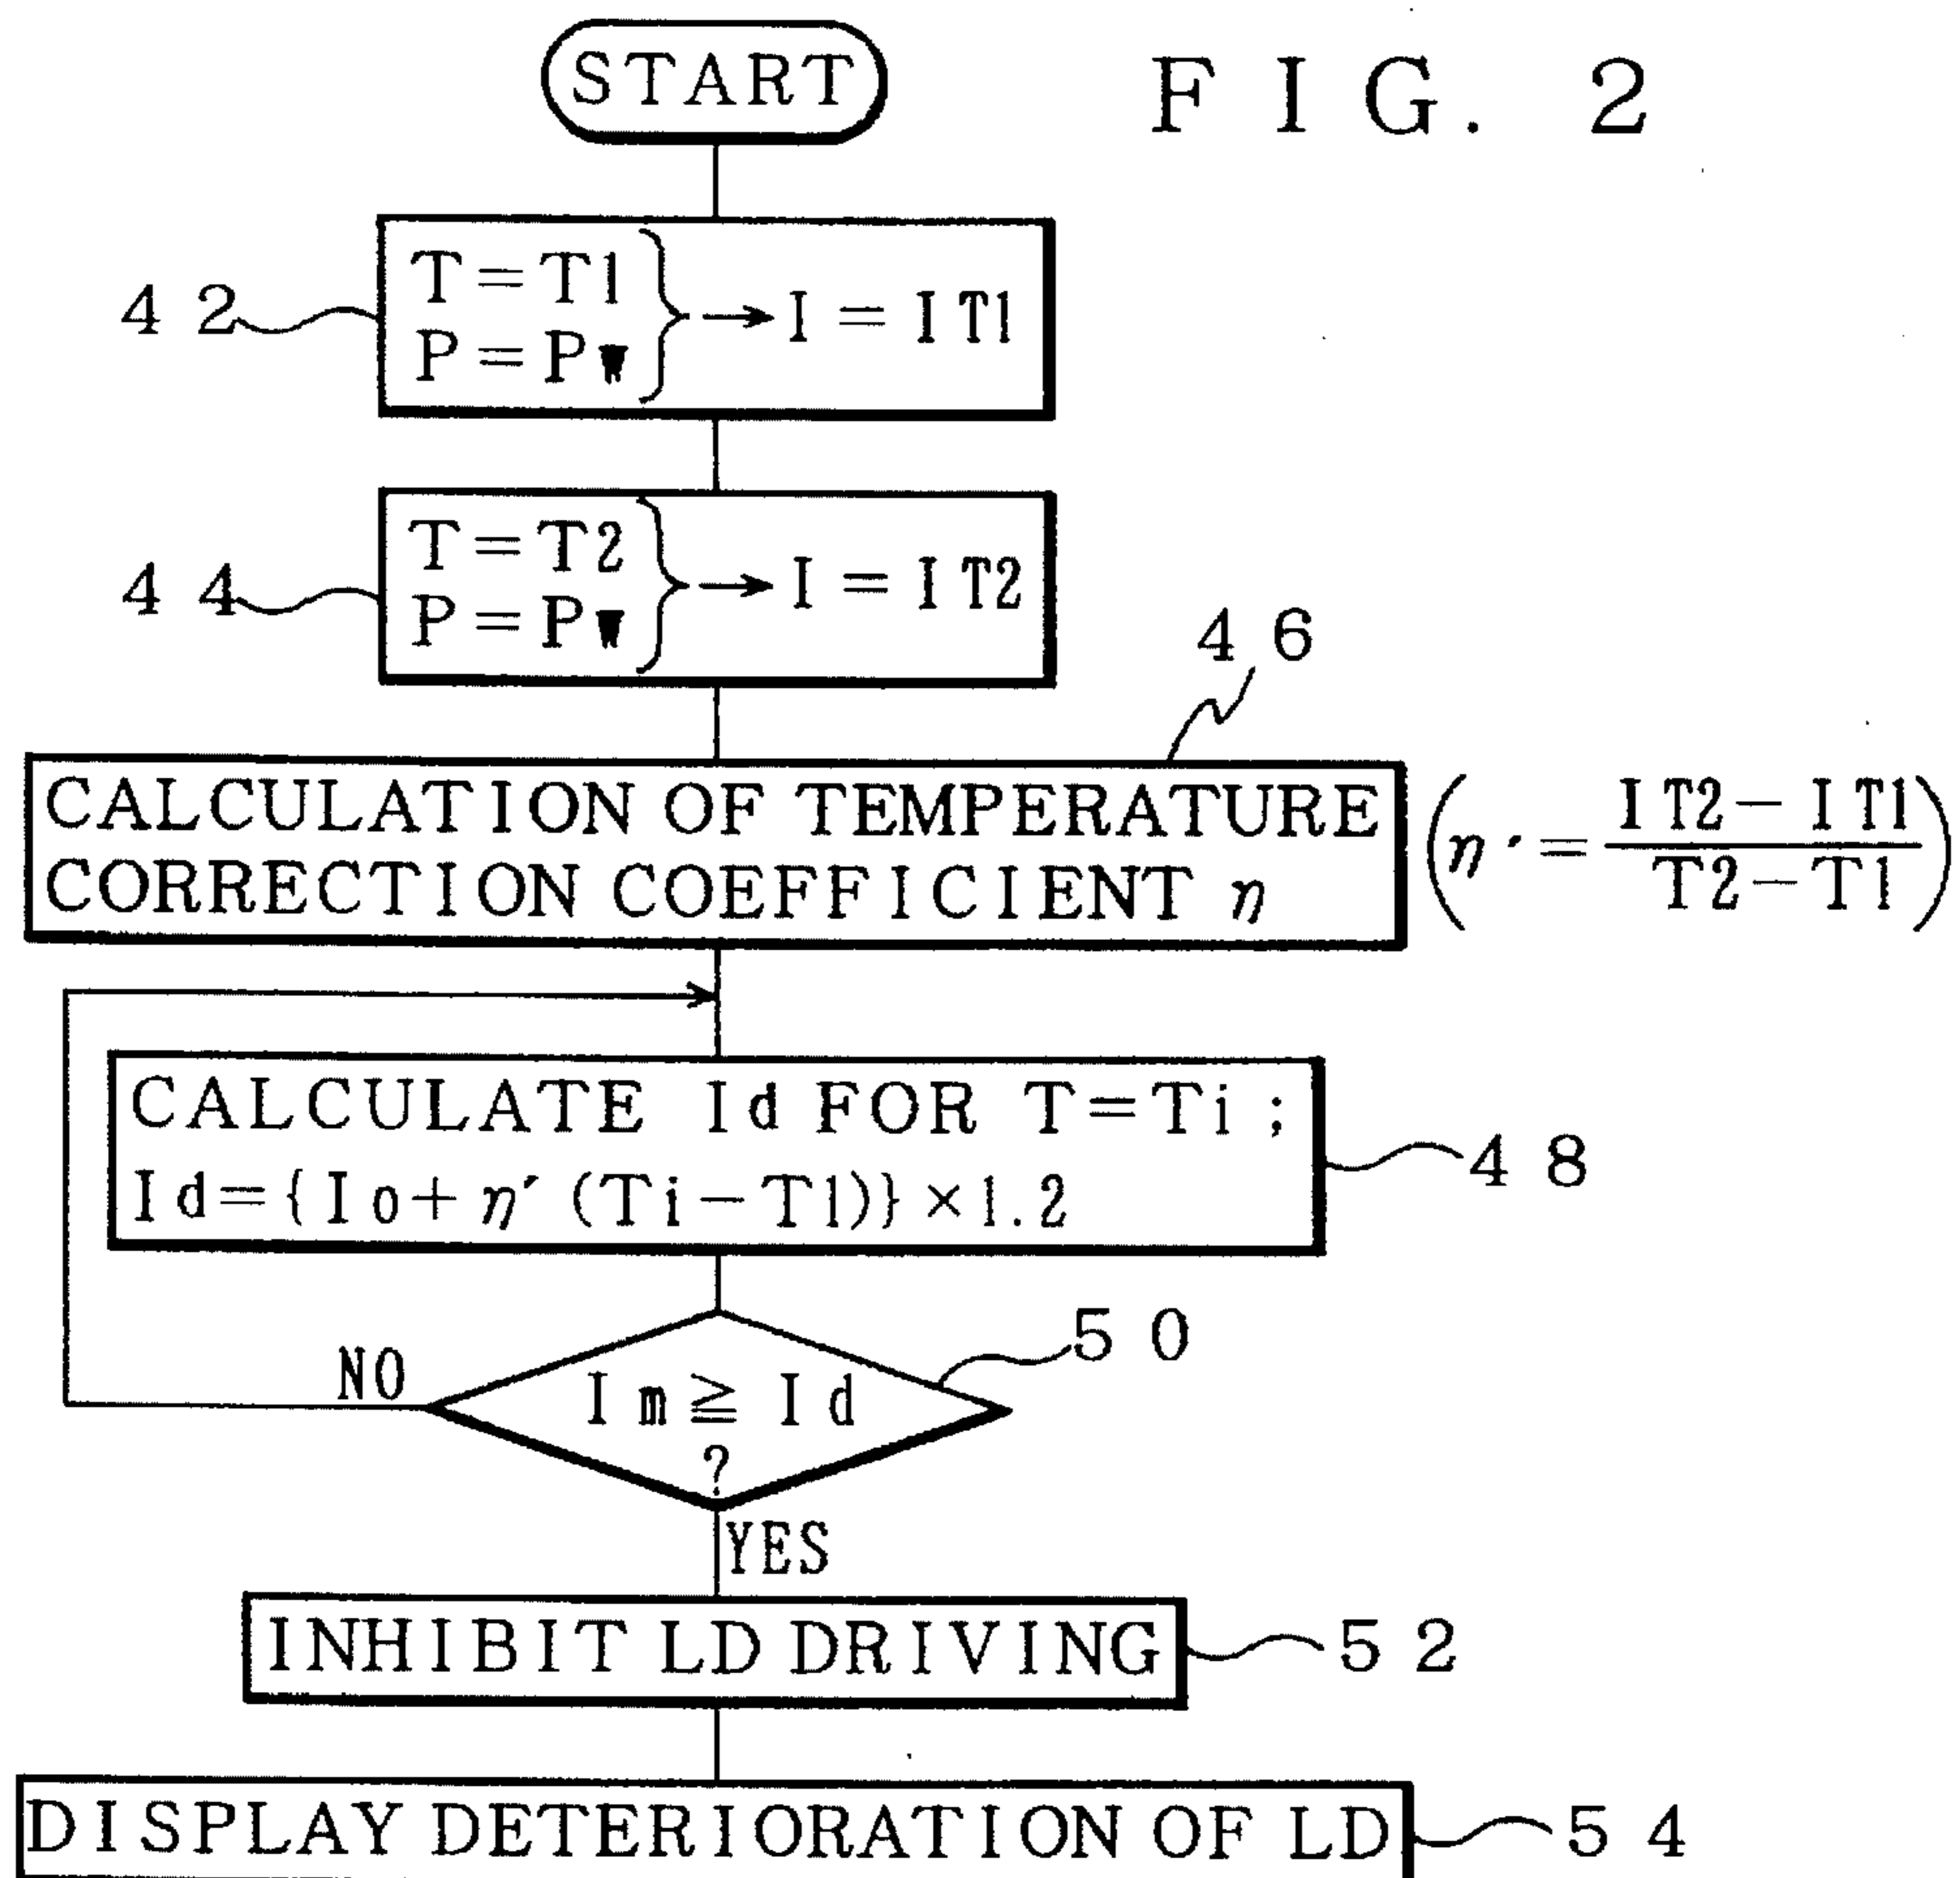 START
FIG. 2
T=T1
P=Pw
→ I = IT1
42
T=T2
P=Pw
→ I = IT2
44
46
CALCULATION OF TEMPERATURE
CORRECTION COEFFICIENT η
(η' = (IT2-IT1) / (T2-T1))
CALCULATE Id FOR T=Ti;
Id={Io+η'(Ti-T1)}×1.2
48
NO
Im≧Id
?
50
YES
INHIBIT LD DRIVING
52
DISPLAY DETERIORATION OF LD
54